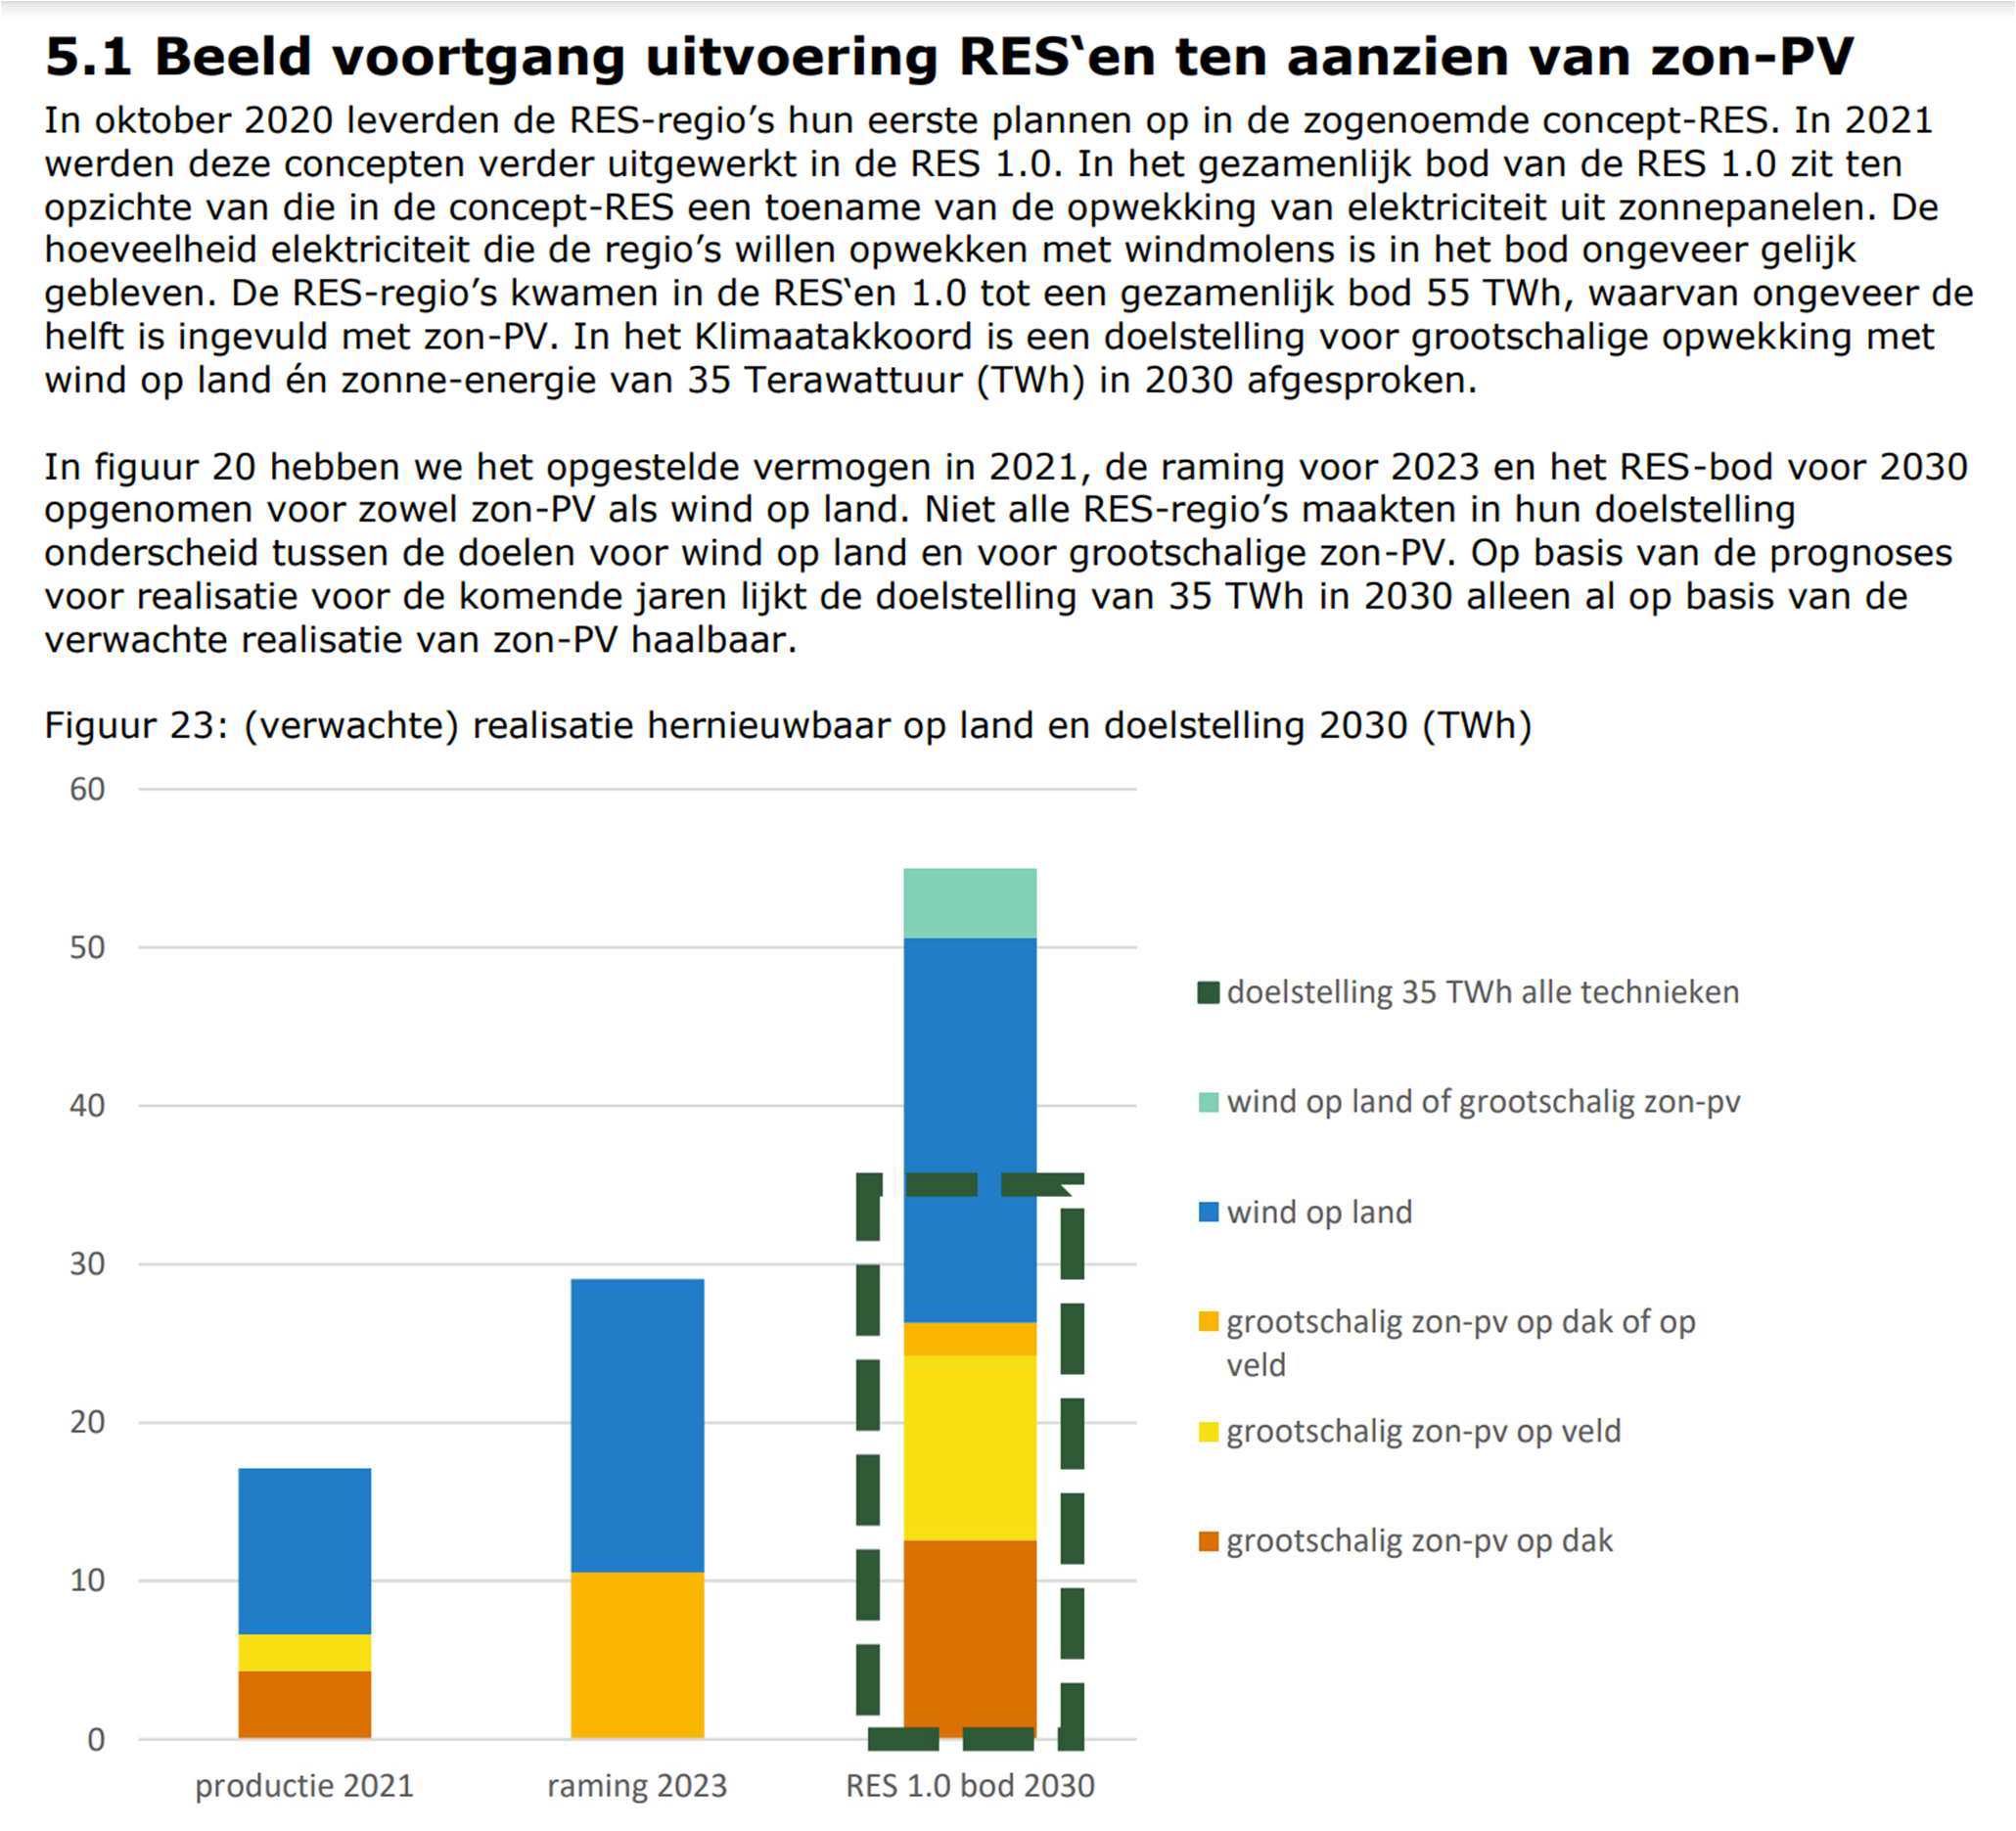 5.1 Beeld voortgang uitvoering RES‛en ten aanzien van zon-PV
In oktober 2020 leverden de RES-regio’s hun eerste plannen op in de zogenoemde concept-RES. In 2021
werden deze concepten verder uitgewerkt in de RES 1.0. In het gezamenlijk bod van de RES 1.0 zit ten
opzichte van die in de concept-RES een toename van de opwekking van elektriciteit uit zonnepanelen. De
hoeveelheid elektriciteit die de regio’s willen opwekken met windmolens is in het bod ongeveer gelijk
gebleven. De RES-regio’s kwamen in de RES‛en 1.0 tot een gezamenlijk bod 55 TWh, waarvan ongeveer de
helft is ingevuld met zon-PV. In het Klimaatakkoord is een doelstelling voor grootschalige opwekking met
wind op land én zonne-energie van 35 Terawattuur (TWh) in 2030 afgesproken.
In figuur 20 hebben we het opgestelde vermogen in 2021, de raming voor 2023 en het RES-bod voor 2030
opgenomen voor zowel zon-PV als wind op land. Niet alle RES-regio’s maakten in hun doelstelling
onderscheid tussen de doelen voor wind op land en voor grootschalige zon-PV. Op basis van de prognoses
voor realisatie voor de komende jaren lijkt de doelstelling van 35 TWh in 2030 alleen al op basis van de
verwachte realisatie van zon-PV haalbaar.
Figuur 23: (verwachte) realisatie hernieuwbaar op land en doelstelling 2030 (TWh)
60
50
40
30
20
10
0
productie 2021
raming 2023
RES 1.0 bod 2030
doelstelling 35 TWh alle technieken
wind op land of grootschalig zon-pv
wind op land
grootschalig zon-pv op dak of op
veld
grootschalig zon-pv op veld
grootschalig zon-pv op dak